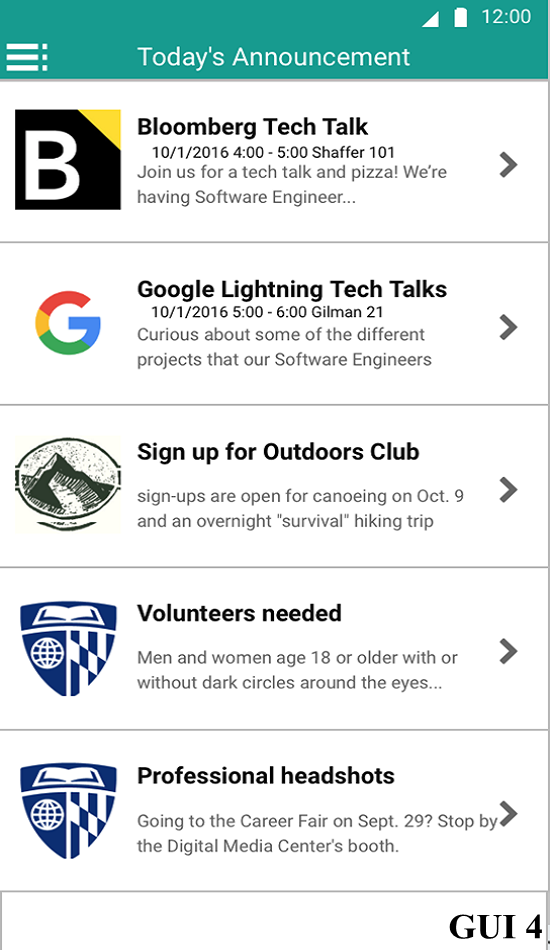 12:00
Today's Announcement
B
Bloomberg Tech Talk
10/1/2016 4:00 - 5:00 Shaffer 101
Join us for a tech talk and pizza! We’re
having Software Engineer...
G
Google Lightning Tech Talks
10/1/2016 5:00 - 6:00 Gilman 21
Curious about some of the different
projects that our Software Engineers
Sign up for Outdoors Club
sign-ups are open for canoeing on Oct. 9
and an overnight "survival" hiking trip
Volunteers needed
Men and women age 18 or older with or
without dark circles around the eyes...
Professional headshots
Going to the Career Fair on Sept. 29? Stop by
the Digital Media Center's booth.
GUI 4